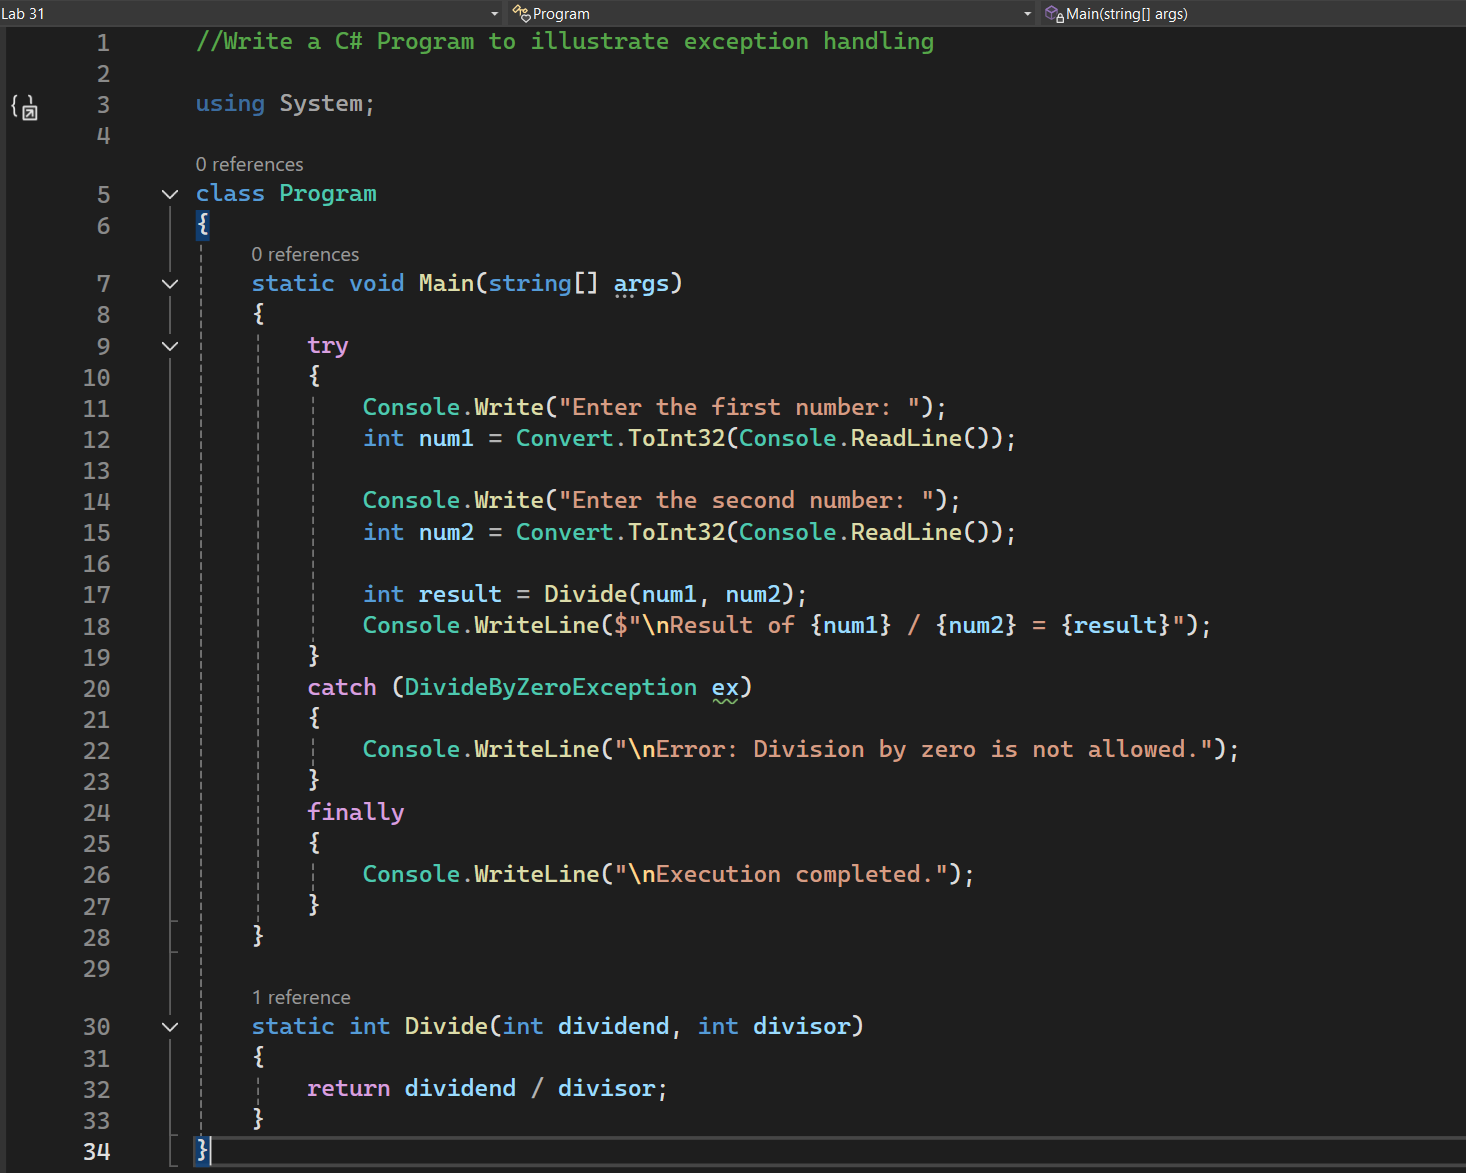 Lab 31 Program Main(string[] args)
1 //Write a C# Program to illustrate exception handling
2
3 using System;
4
0 references
5 class Program
6 {
0 references
7 static void Main(string[] args)
8 {
9 try
10 {
11 Console.Write("Enter the first number: ");
12 int num1 = Convert.ToInt32(Console.ReadLine());
13
14 Console.Write("Enter the second number: ");
15 int num2 = Convert.ToInt32(Console.ReadLine());
16
17 int result = Divide(num1, num2);
18 Console.WriteLine($"\nResult of {num1} / {num2} = {result}");
19 }
20 catch (DivideByZeroException ex)
21 {
22 Console.WriteLine("\nError: Division by zero is not allowed.");
23 }
24 finally
25 {
26 Console.WriteLine("\nExecution completed.");
27 }
28 }
29
1 reference
30 static int Divide(int dividend, int divisor)
31 {
32 return dividend / divisor;
33 }
34 }